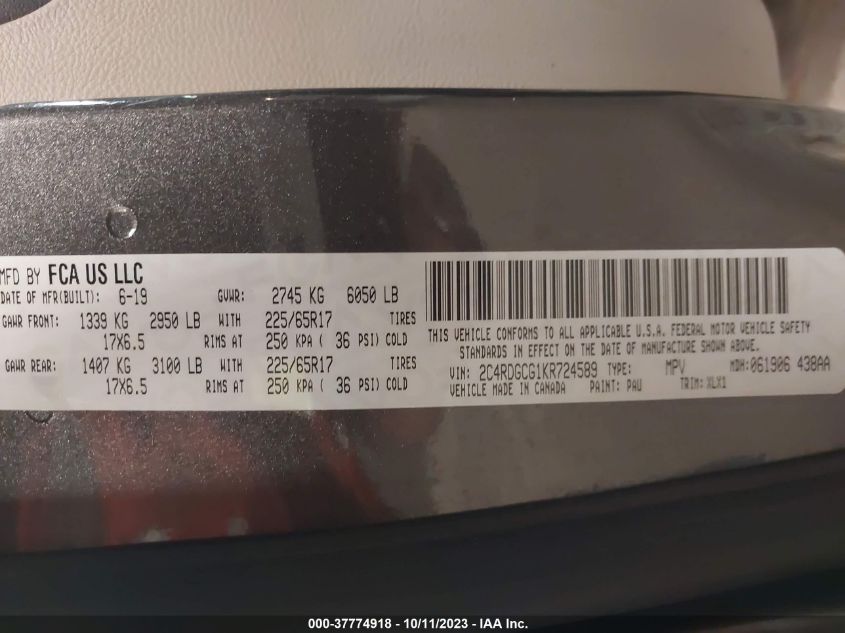 MFD BY FCA US LLC
DATE OF MFR(BUILT): 6-19 GVWR: 2745 KG 6050 LB
GAWR FRONT: 1339 KG 2950 LB WITH 225/65R17 TIRES
17X6.5 RIMS AT 250 KPA ( 36 PSI) COLD
GAWR REAR: 1407 KG 3100 LB WITH 225/65R17 TIRES
17X6.5 RIMS AT 250 KPA ( 36 PSI) COLD
THIS VEHICLE CONFORMS TO ALL APPLICABLE U.S.A. FEDERAL MOTOR VEHICLE SAFETY
STANDARDS IN EFFECT ON THE DATE OF MANUFACTURE SHOWN ABOVE.
VIN: 2C4RDGCG1KR724589 TYPE: MPV MDH:061906 438AA
VEHICLE MADE IN CANADA PAINT: PAU TRIM: XLX1
000-37774918 - 10/11/2023 - IAA Inc.